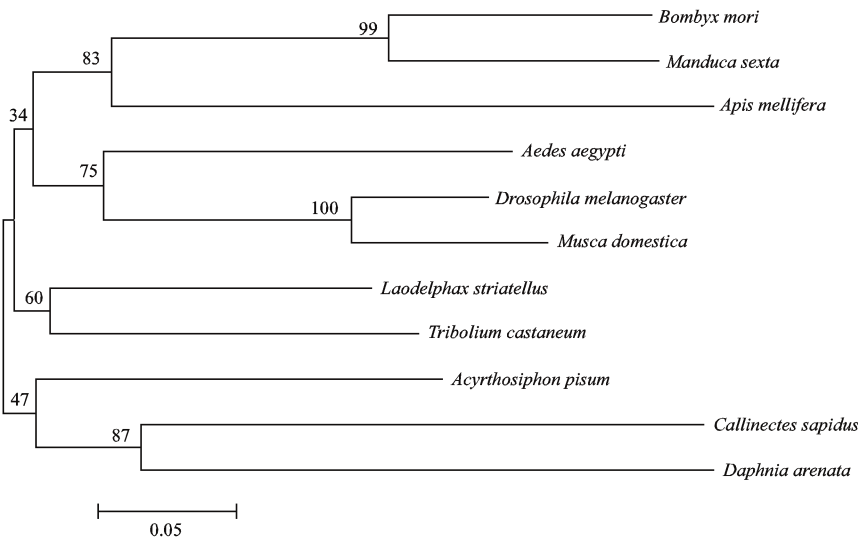 99
Bombyx mori
83
Manduca sexta
Apis mellifera
34
Aedes aegypti
75
Drosophila melanogaster
100
Musca domestica
Laodelphax striatellus
60
Tribolium castaneum
Acyrthosiphon pisum
47
Callinectes sapidus
87
Daphnia arenata
0.05